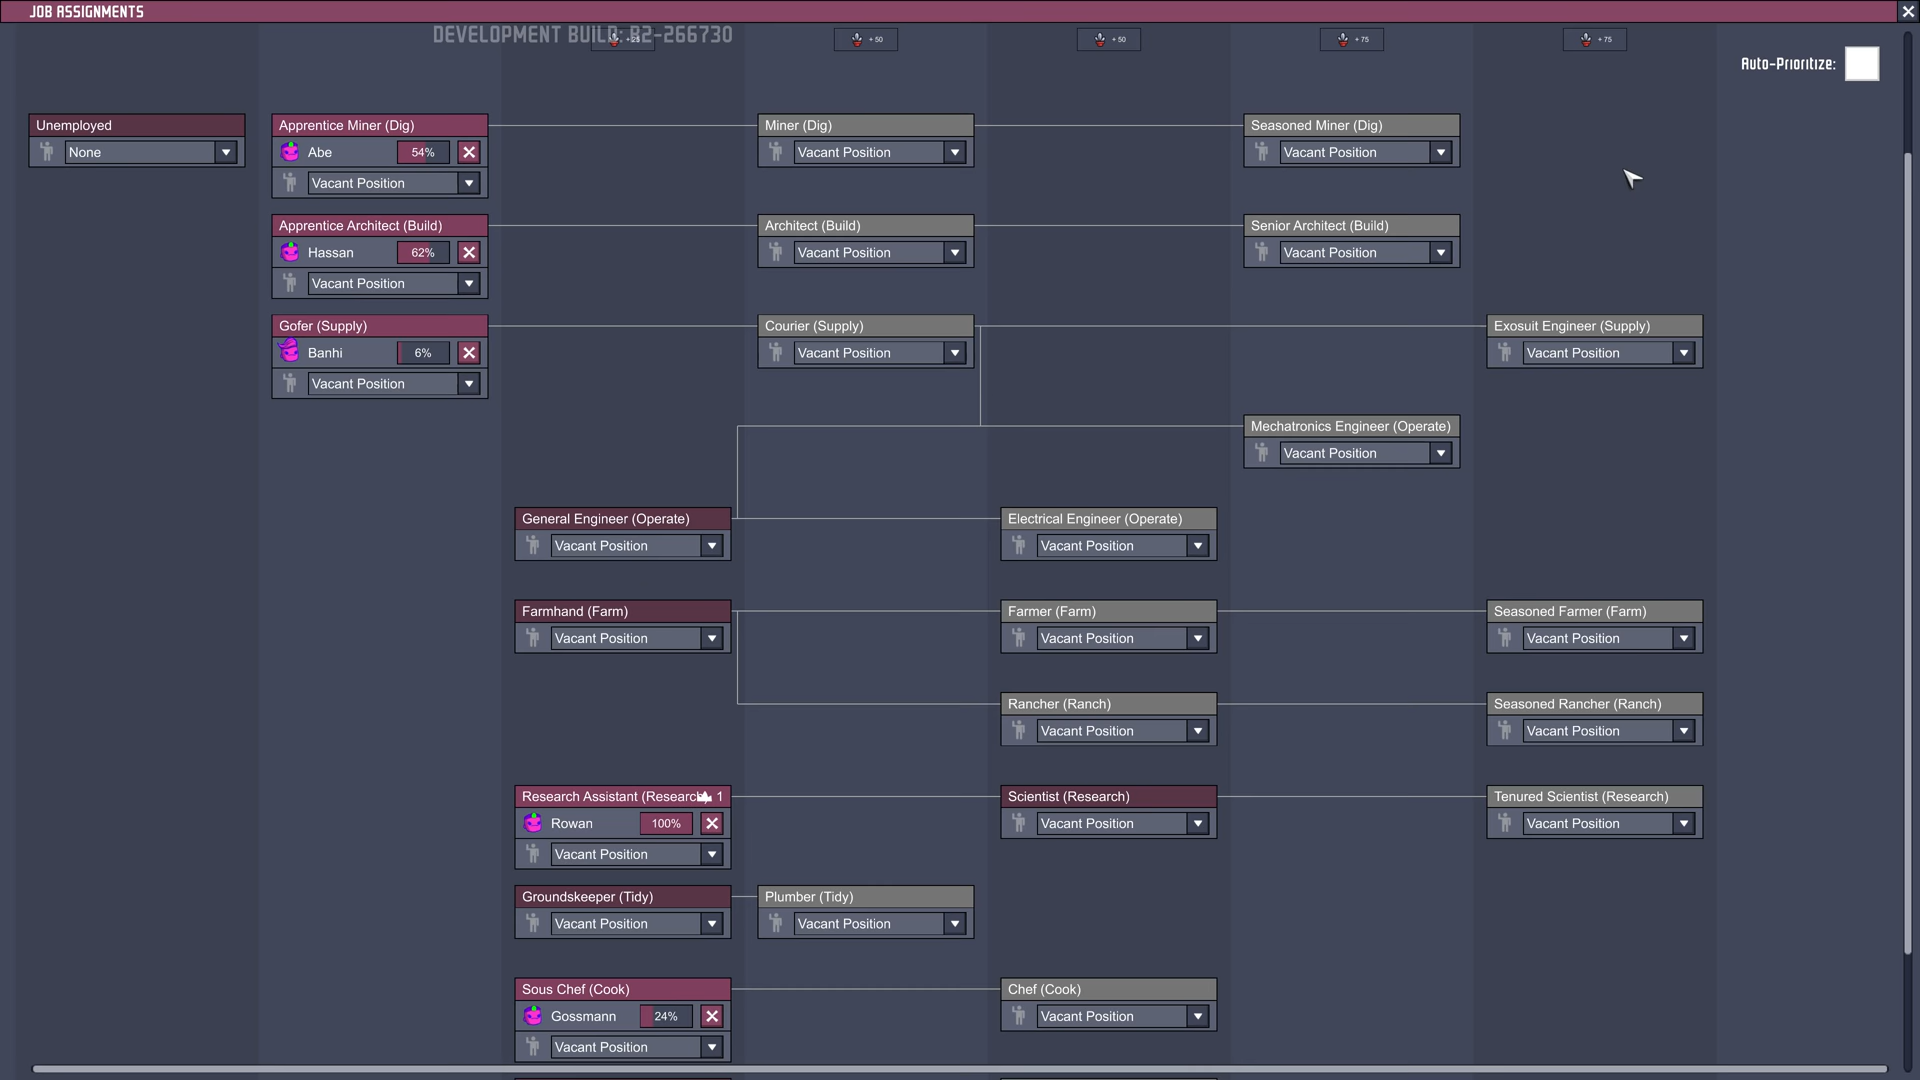 JOB ASSIGNMENTS
DEVELOPMENT BUILD: R2-266730
+25
+50
+50
+75
+75
Auto-Prioritize:
Unemployed
None
Apprentice Miner (Dig)
Abe 54%
Vacant Position
Miner (Dig)
Vacant Position
Seasoned Miner (Dig)
Vacant Position
Apprentice Architect (Build)
Hassan 62%
Vacant Position
Architect (Build)
Vacant Position
Senior Architect (Build)
Vacant Position
Gofer (Supply)
Banhi 6%
Vacant Position
Courier (Supply)
Vacant Position
Exosuit Engineer (Supply)
Vacant Position
Mechatronics Engineer (Operate)
Vacant Position
General Engineer (Operate)
Vacant Position
Electrical Engineer (Operate)
Vacant Position
Farmhand (Farm)
Vacant Position
Farmer (Farm)
Vacant Position
Seasoned Farmer (Farm)
Vacant Position
Rancher (Ranch)
Vacant Position
Seasoned Rancher (Ranch)
Vacant Position
Research Assistant (Research) 1
Rowan 100%
Vacant Position
Scientist (Research)
Vacant Position
Tenured Scientist (Research)
Vacant Position
Groundskeeper (Tidy)
Vacant Position
Plumber (Tidy)
Vacant Position
Sous Chef (Cook)
Gossmann 24%
Vacant Position
Chef (Cook)
Vacant Position